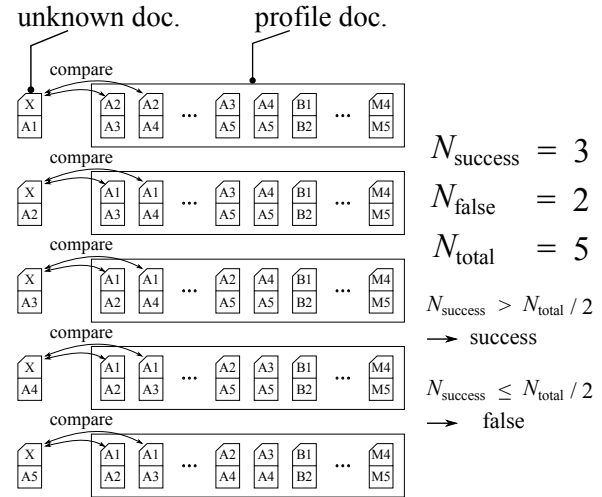 unknown doc. profile doc.
compare
X A2 A2 A3 A4 B1 M4
A1 A3 A4 ... A5 A5 B2 ... M5
compare
X A1 A1 A3 A4 B1 M4
A2 A3 A4 ... A5 A5 B2 ... M5
compare
X A1 A1 A2 A4 B1 M4
A3 A2 A4 ... A5 A5 B2 ... M5
compare
X A1 A1 A2 A3 B1 M4
A4 A2 A3 ... A5 A5 B2 ... M5
compare
X A1 A1 A2 A3 B1 M4
A5 A2 A3 ... A4 A4 B2 ... M5
N_success = 3
N_false = 2
N_total = 5
N_success > N_total / 2
→ success
N_success ≤ N_total / 2
→ false